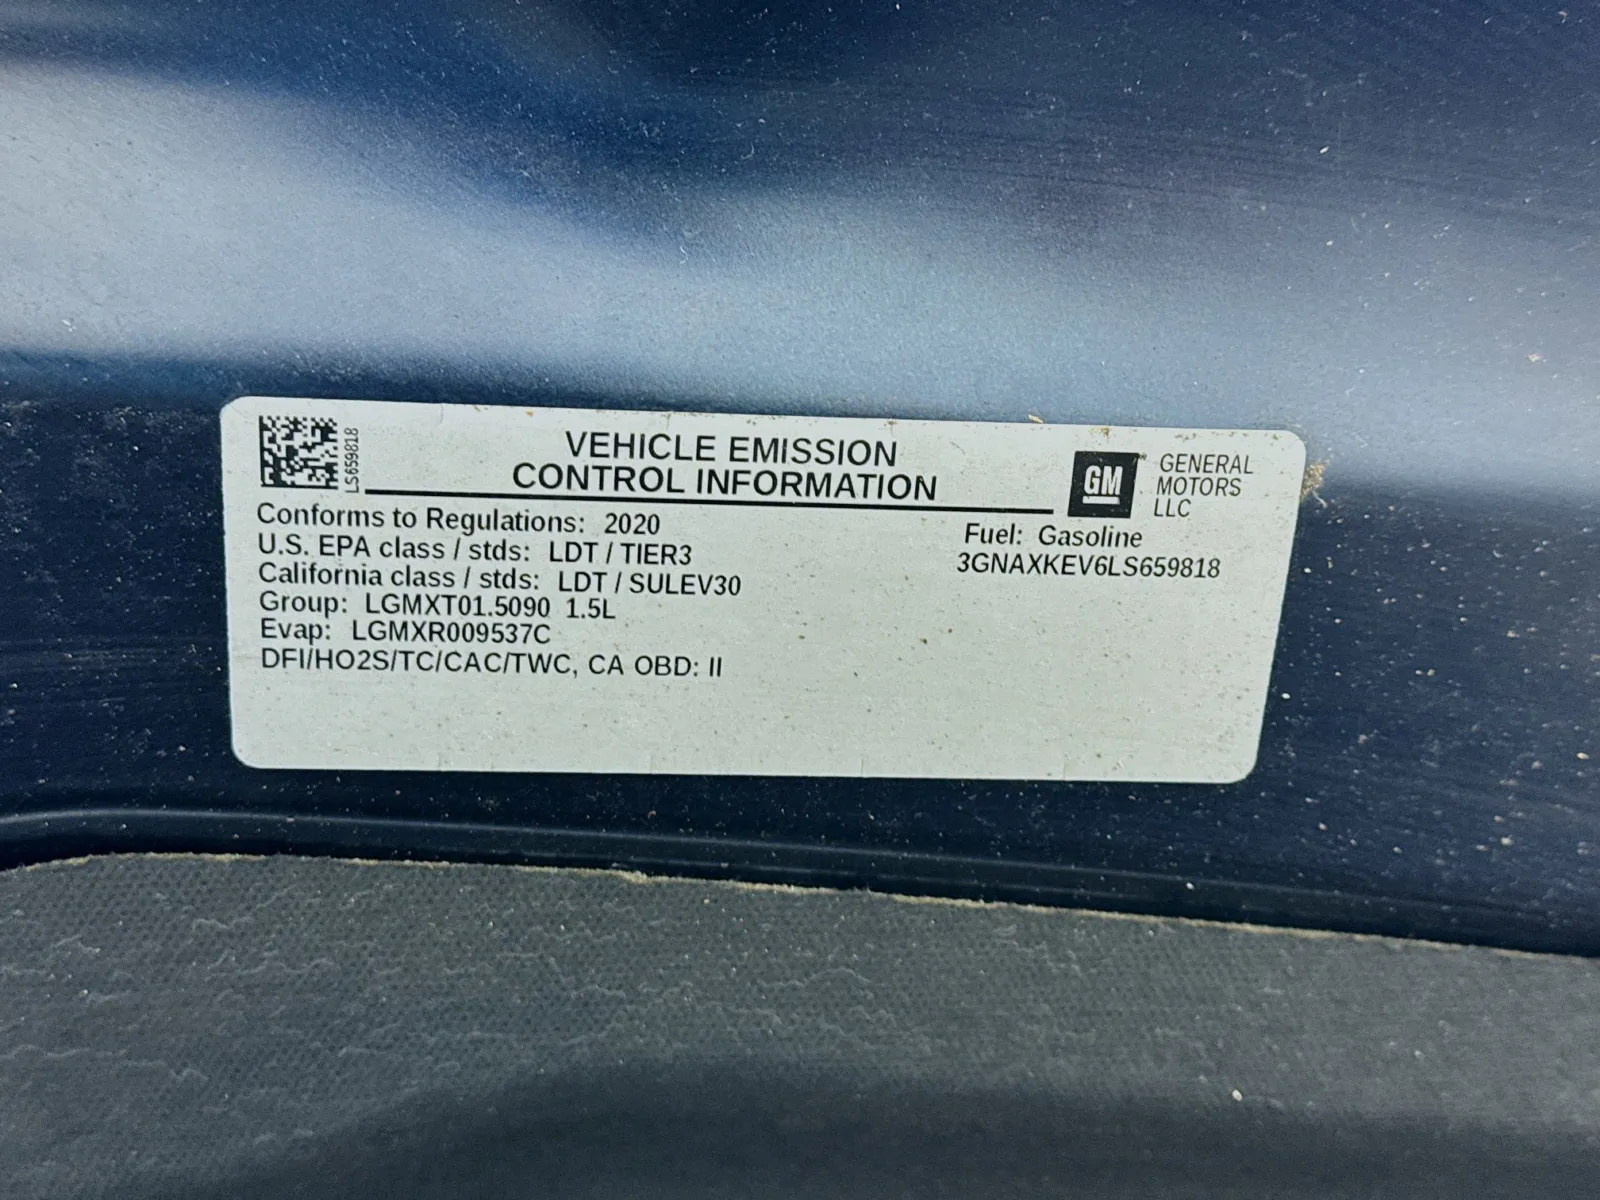 LS659818
VEHICLE EMISSION
CONTROL INFORMATION
GM
GENERAL
MOTORS
LLC
Conforms to Regulations: 2020
U.S. EPA class / stds: LDT / TIER3
California class / stds: LDT / SULEV30
Group: LGMXT01.5090 1.5L
Evap: LGMXR009537C
DFI/HO2S/TC/CAC/TWC, CA OBD: II
Fuel: Gasoline
3GNAXKEV6LS659818